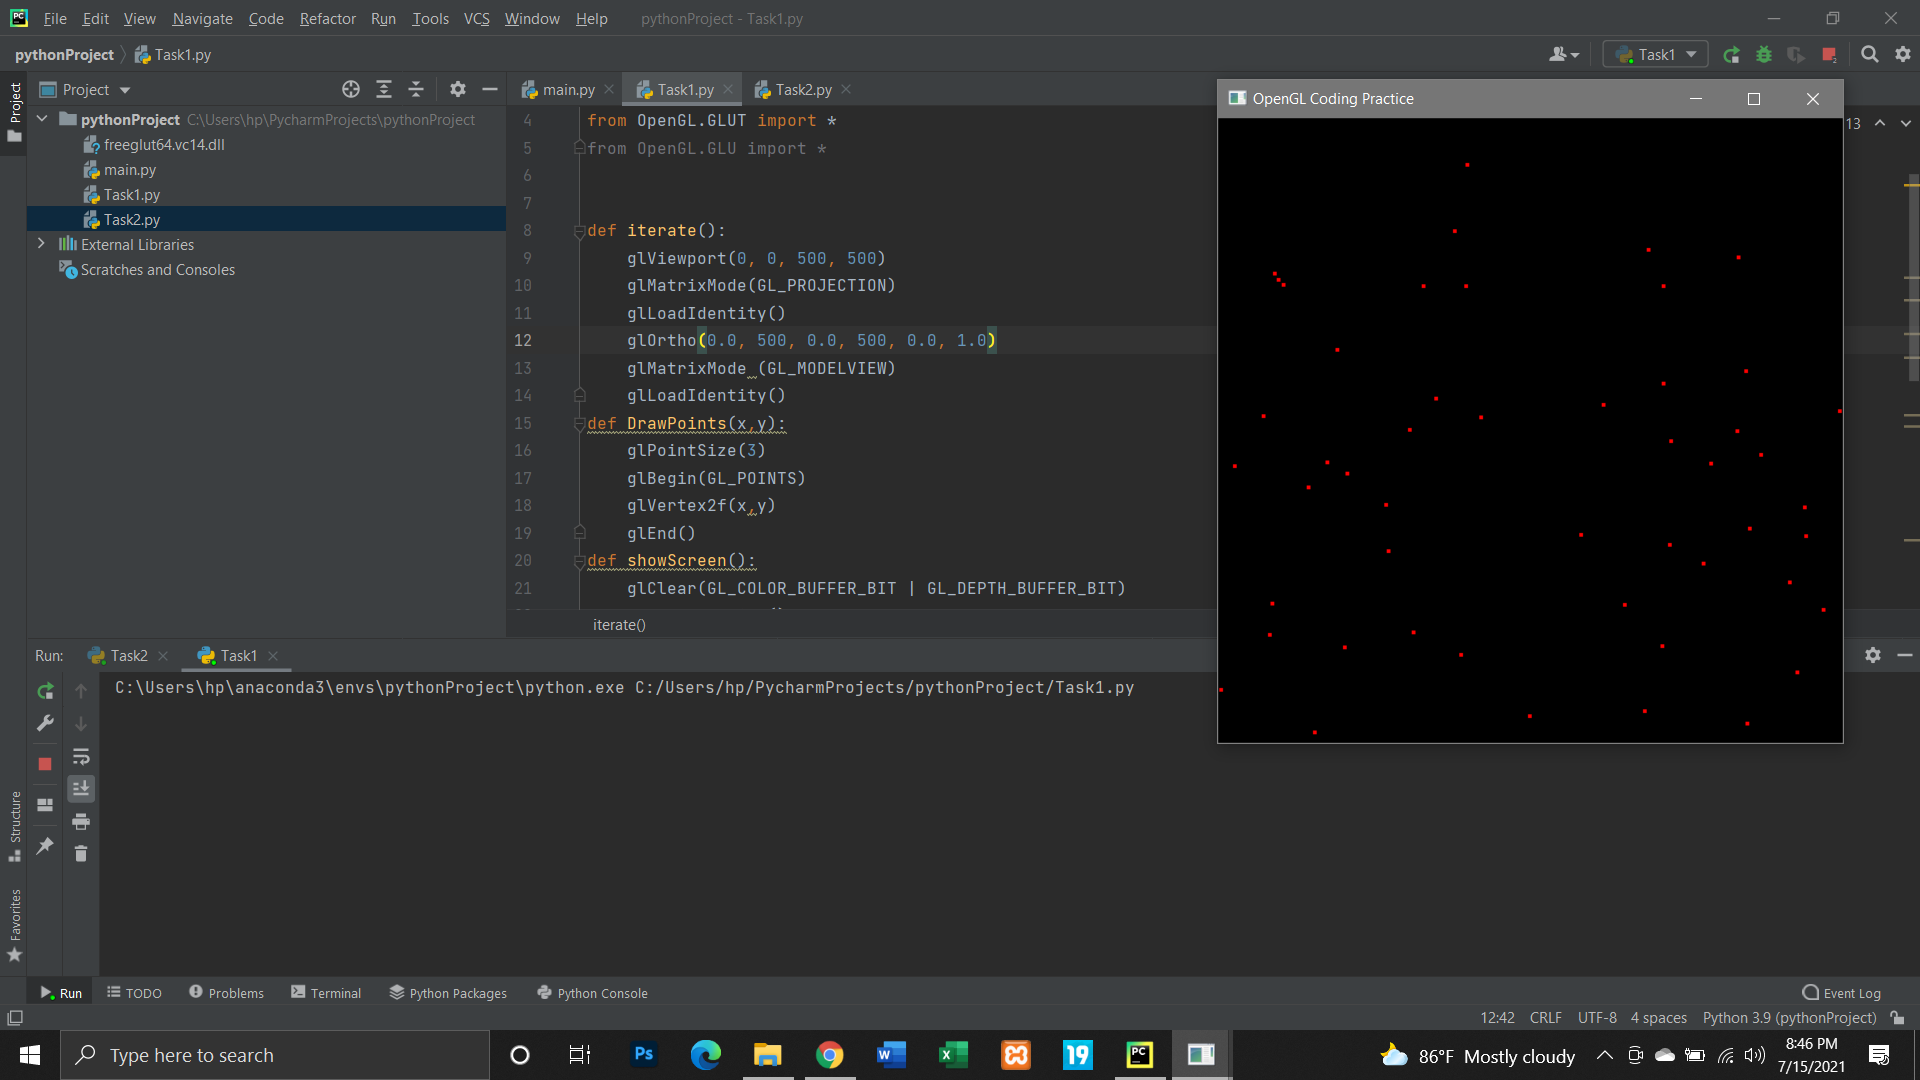 File Edit View Navigate Code Refactor Run Tools VCS Window Help pythonProject - Task1.py
pythonProject Task1.py
Task1
Project
Project
main.py Task1.py Task2.py
OpenGL Coding Practice
13
pythonProject C:\Users\hp\PycharmProjects\pythonProject
freeglut64.vc14.dll
main.py
Task1.py
Task2.py
External Libraries
Scratches and Consoles
4 from OpenGL.GLUT import *
5 from OpenGL.GLU import *
6
7
8 def iterate():
9 glViewport(0, 0, 500, 500)
10 glMatrixMode(GL_PROJECTION)
11 glLoadIdentity()
12 glOrtho(0.0, 500, 0.0, 500, 0.0, 1.0)
13 glMatrixMode (GL_MODELVIEW)
14 glLoadIdentity()
15 def DrawPoints(x,y):
16 glPointSize(3)
17 glBegin(GL_POINTS)
18 glVertex2f(x,y)
19 glEnd()
20 def showScreen():
21 glClear(GL_COLOR_BUFFER_BIT | GL_DEPTH_BUFFER_BIT)
iterate()
Run: Task2 Task1
C:\Users\hp\anaconda3\envs\pythonProject\python.exe C:/Users/hp/PycharmProjects/pythonProject/Task1.py
Structure
Favorites
Run TODO Problems Terminal Python Packages Python Console Event Log
12:42 CRLF UTF-8 4 spaces Python 3.9 (pythonProject)
Type here to search
Ps
PC
19
86°F Mostly cloudy
8:46 PM
7/15/2021